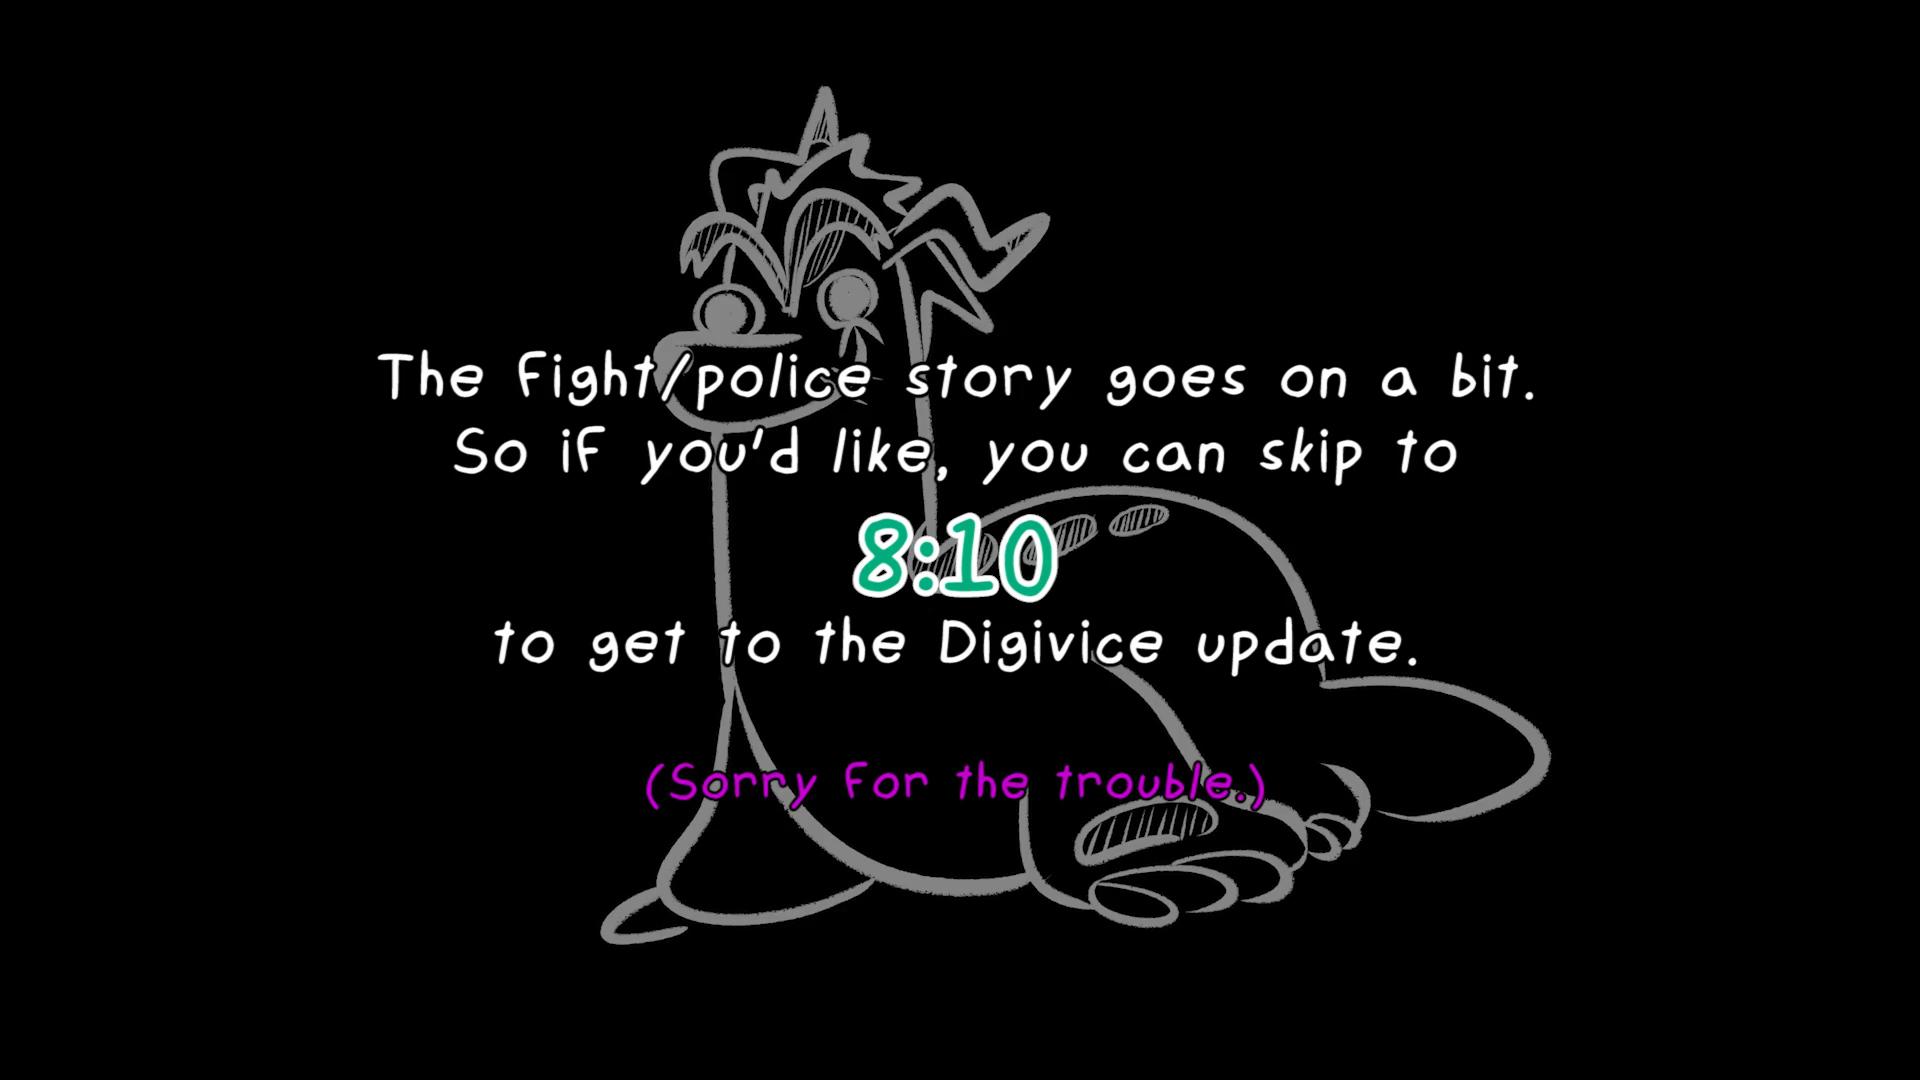 The Fight/police story goes on a bit.
So if you'd like, you can skip to
8:10
to get to the Digivice update.
(Sorry for the trouble.)